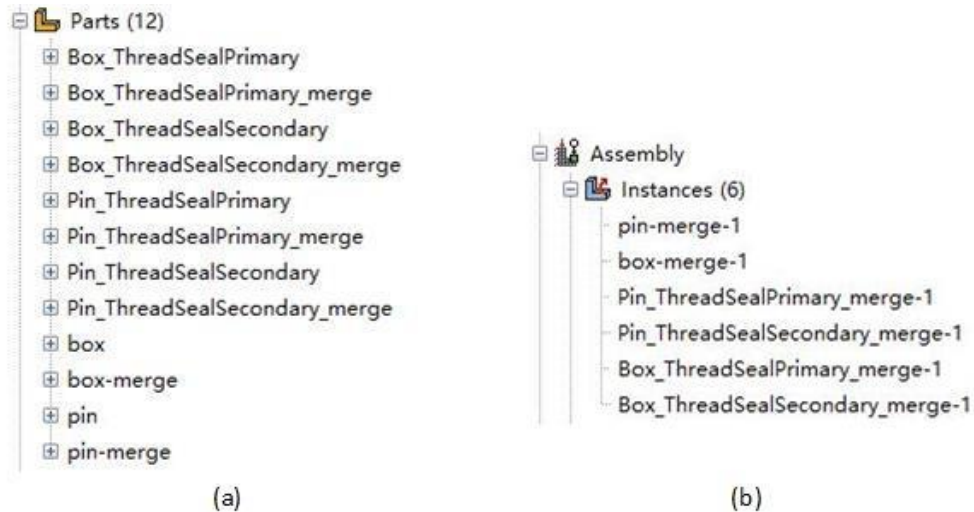 Parts (12)
Box_ThreadSealPrimary
Box_ThreadSealPrimary_merge
Box_ThreadSealSecondary
Box_ThreadSealSecondary_merge
Pin_ThreadSealPrimary
Pin_ThreadSealPrimary_merge
Pin_ThreadSealSecondary
Pin_ThreadSealSecondary_merge
box
box-merge
pin
pin-merge
(a)
Assembly
Instances (6)
pin-merge-1
box-merge-1
Pin_ThreadSealPrimary_merge-1
Pin_ThreadSealSecondary_merge-1
Box_ThreadSealPrimary_merge-1
Box_ThreadSealSecondary_merge-1
(b)